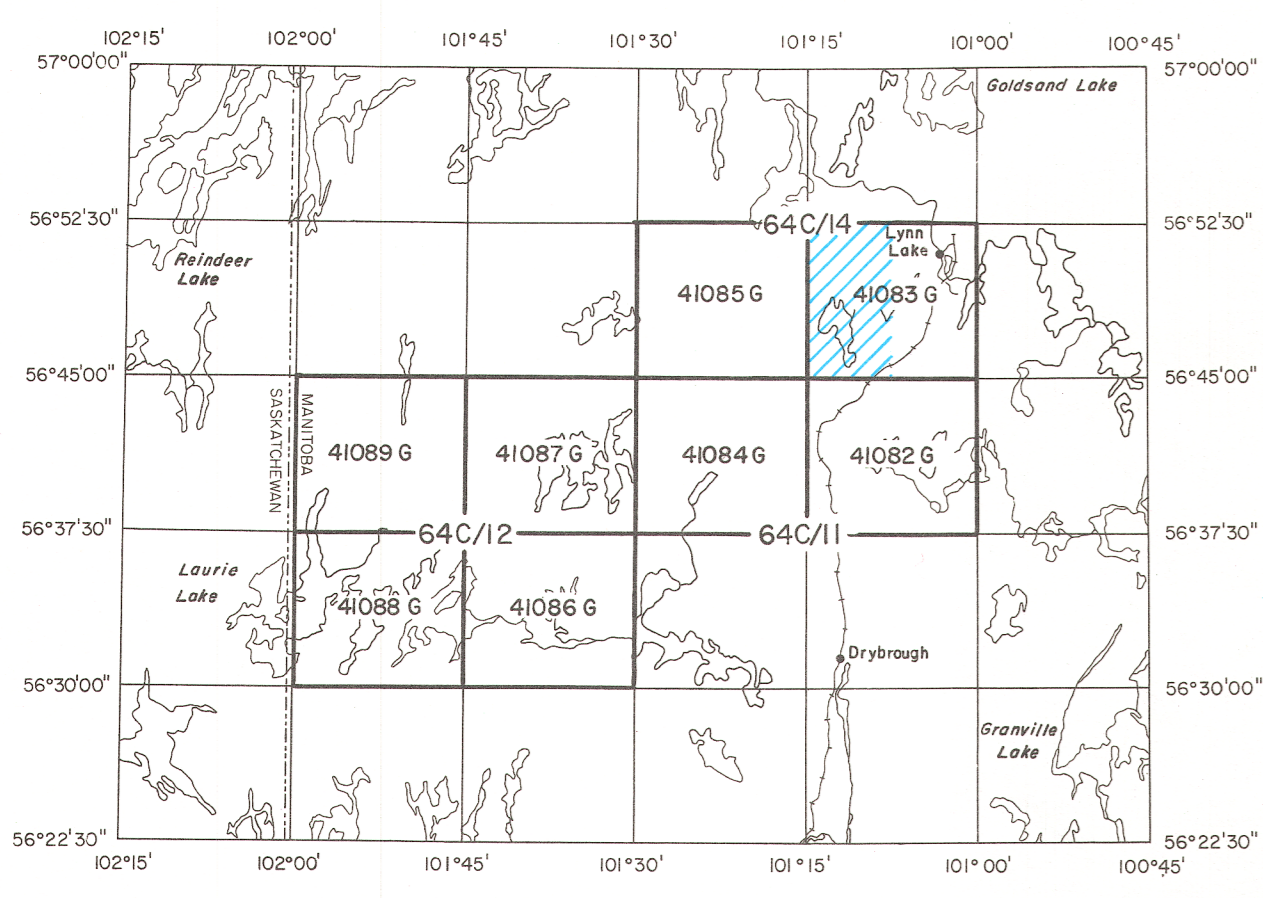 102°15' 102°00' 101°45' 101°30' 101°15' 101°00' 100°45'
57°00'00" 57°00'00"
Goldsand Lake
56°52'30" 64C/14 56°52'30"
Lynn
Lake
Reindeer
Lake
41085 G 41083 G
56°45'00" 56°45'00"
SASKATCHEWAN
MANITOBA
41089 G 41087 G 41084 G 41082 G
56°37'30" 64C/12 64C/11 56°37'30"
Laurie
Lake
41088 G 41086 G
Drybrough
56°30'00" 56°30'00"
Granville
Lake
56°22'30" 56°22'30"
102°15' 102°00' 101°45' 101°30' 101°15' 101°00' 100°45'